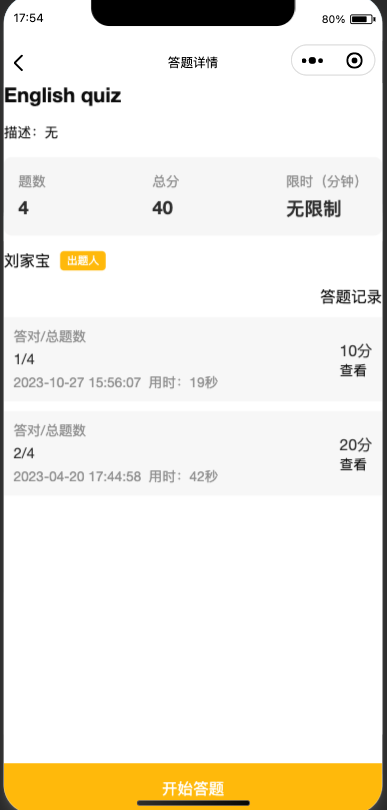 17:54
80%
答题详情
English quiz
描述：无
题数 总分 限时（分钟）
4 40 无限制
刘家宝 出题人
答题记录
答对/总题数
1/4
10分
2023-10-27 15:56:07 用时：19秒
查看
答对/总题数
2/4
20分
2023-04-20 17:44:58 用时：42秒
查看
开始答题